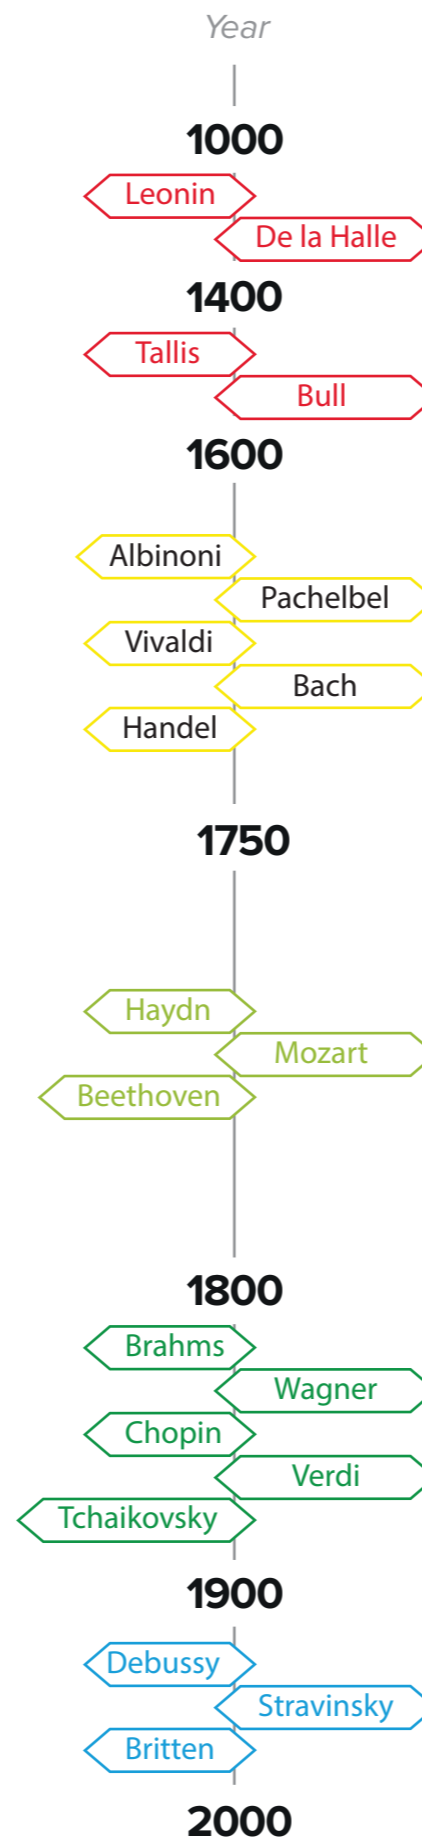 Year
1000
Leonin
De la Halle
1400
Tallis
Bull
1600
Albinoni
Pachelbel
Vivaldi
Bach
Handel
1750
Haydn
Mozart
Beethoven
1800
Brahms
Wagner
Chopin
Verdi
Tchaikovsky
1900
Debussy
Stravinsky
Britten
2000